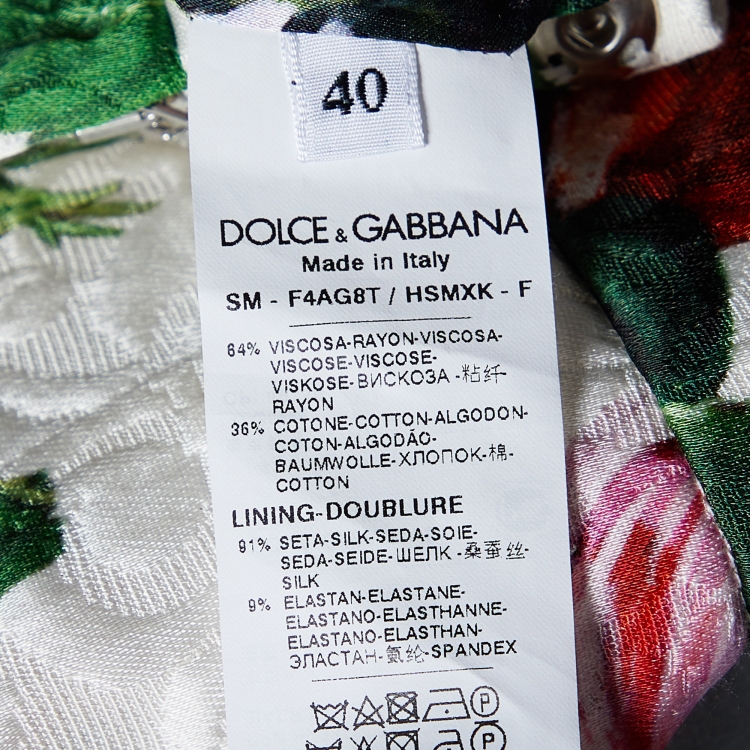 40
DOLCE & GABBANA
Made in Italy
SM - F4AG8T / HSMXK - F
64% VISCOSA-RAYON-VISCOSA-
VISCOSE-VISCOSE-
VISKOSE-ВИСКОЗА-粘纤-
RAYON
36% COTONE-COTTON-ALGODON-
COTON-ALGODÃO-
BAUMWOLLE-ХЛОПОК-棉-
COTTON
LINING-DOUBLURE
91% SETA-SILK-SEDA-SOIE-
SEDA-SEIDE-ШЕЛК-桑蚕丝-
SILK
9% ELASTAN-ELASTANE-
ELASTANO-ELASTHANNE-
ELASTANO-ELASTHAN-
ЭЛАСТАН-氨纶-SPANDEX
P
P